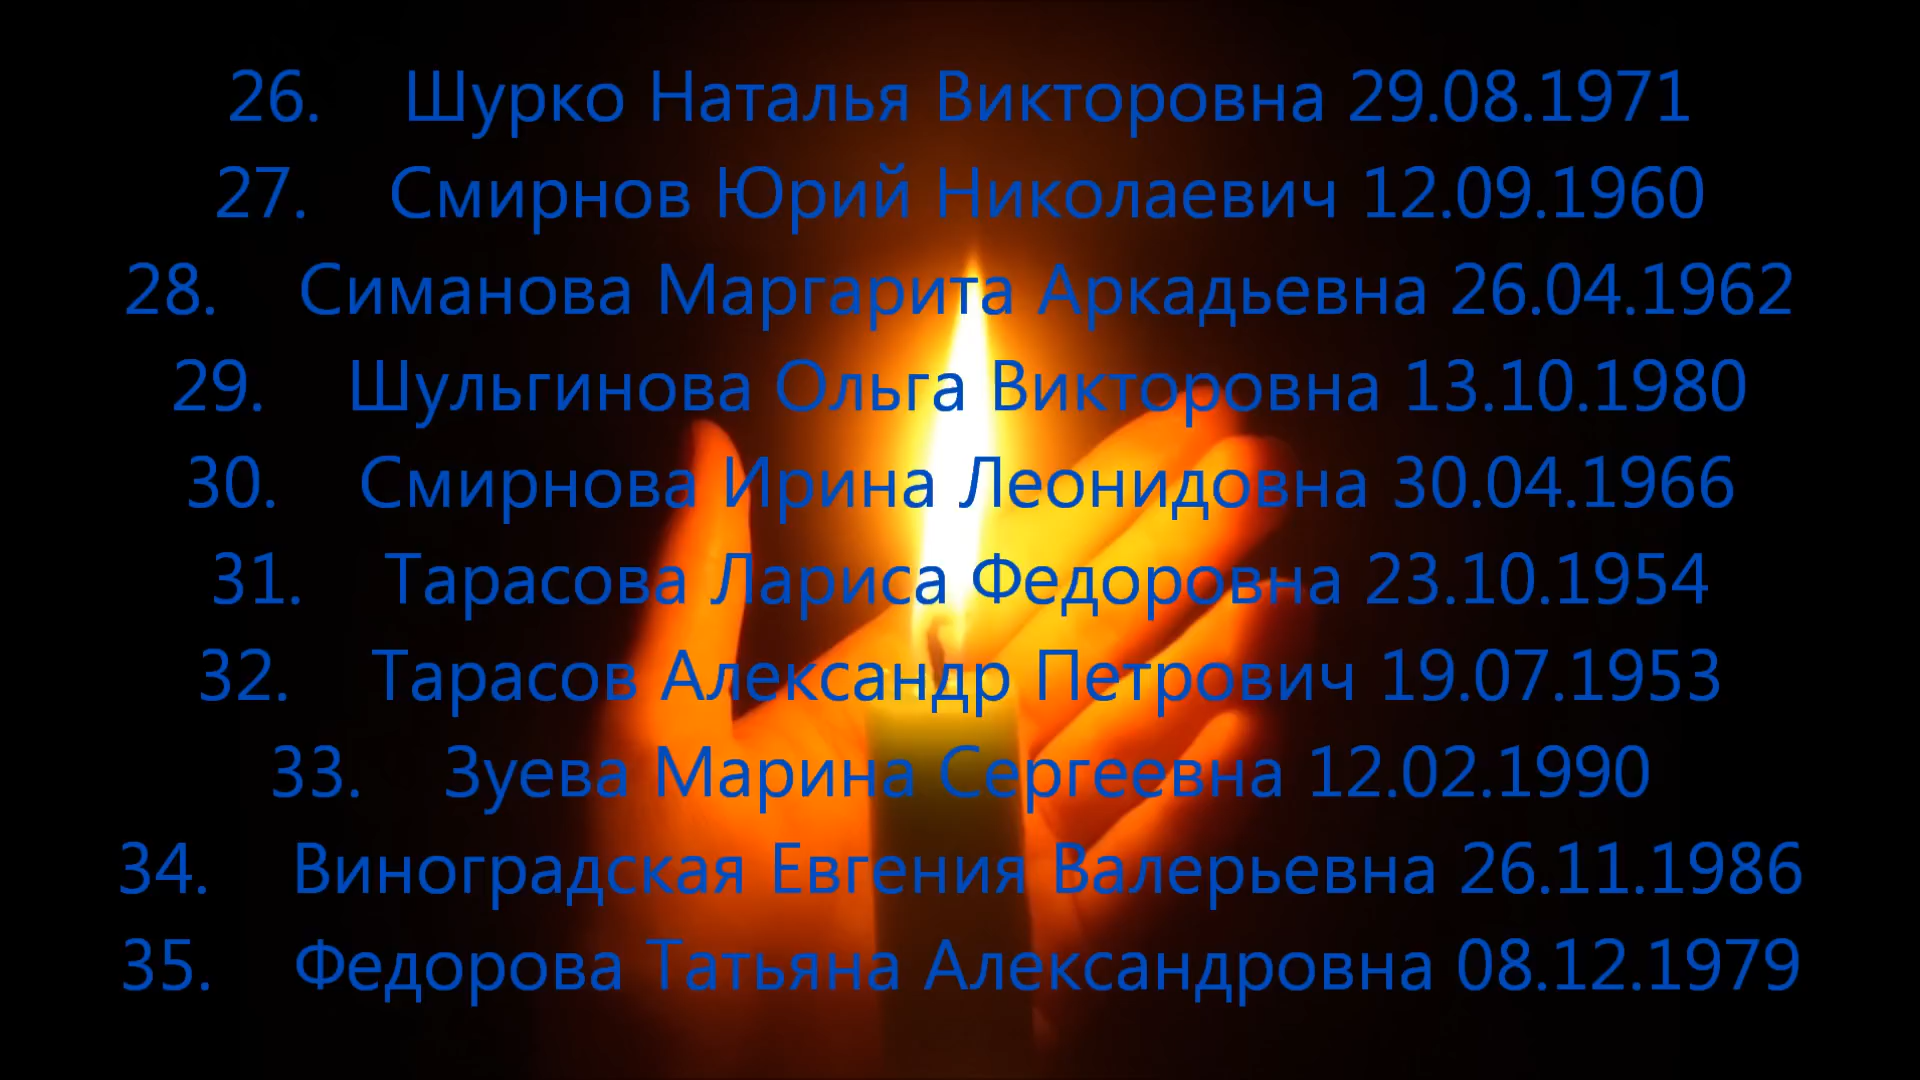 26. Шурко Наталья Викторовна 29.08.1971
27. Смирнов Юрий Николаевич 12.09.1960
28. Симанова Маргарита Аркадьевна 26.04.1962
29. Шульгинова Ольга Викторовна 13.10.1980
30. Смирнова Ирина Леонидовна 30.04.1966
31. Тарасова Лариса Федоровна 23.10.1954
32. Тарасов Александр Петрович 19.07.1953
33. Зуева Марина Сергеевна 12.02.1990
34. Виноградская Евгения Валерьевна 26.11.1986
35. Федорова Татьяна Александровна 08.12.1979